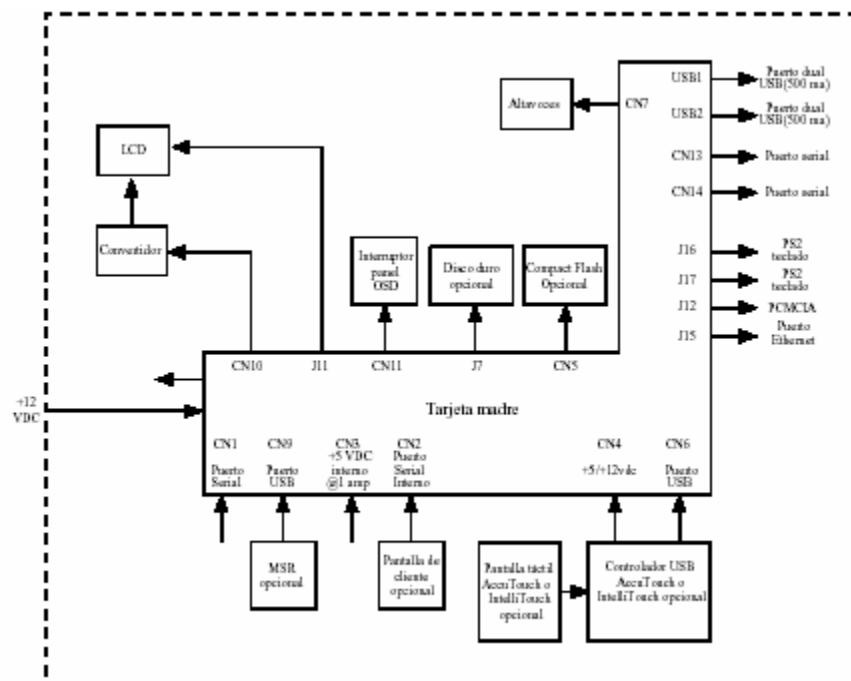 USB1
Puerto dual
USB(500 ma)
Altavoces
CN7
USB2
Puerto dual
USB(500 ma)
LCD
CN13
Puerto serial
CN14
Puerto serial
Convertidor
Interruptor
panel
OSD
Disco duro
opcional
Compact Flash
Opcional
J16
PS2
teclado
J17
PS2
teclado
J12
PCMCIA
J15
Puerto
Ethernet
CN10
J11
CN11
J7
CN5
+12
VDC
Tarjeta madre
CN1
Puerto
Serial
CN9
Puerto
USB
CN3
+5 VDC
interno
@1 amp
CN2
Puerto
Serial
Interno
CN4
+5/+12vdc
CN6
Puerto
USB
MSR
opcional
Pantalla de
cliente
opcional
Pantalla táctil
AccuTouch o
IntelliTouch
opcional
Controlador USB
AccuTouch o
IntelliTouch opcional